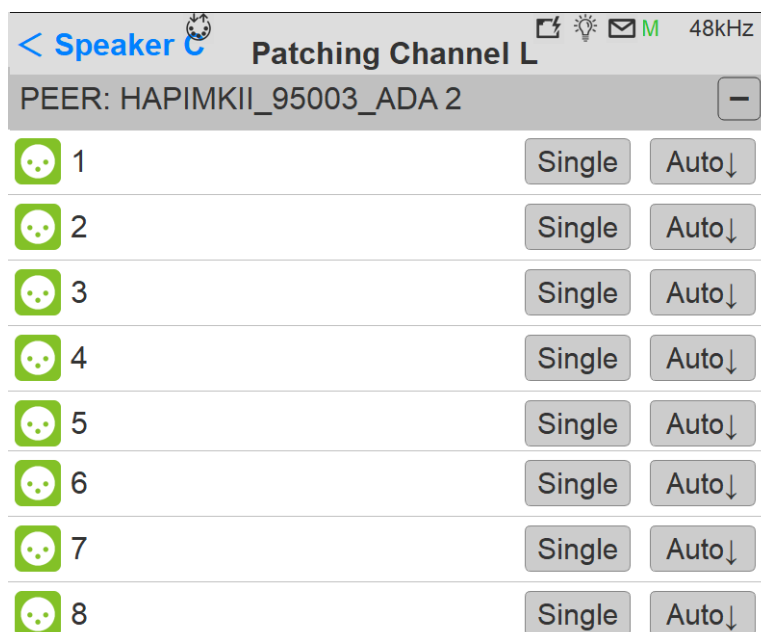 < Speaker C Patching Channel L M 48kHz
PEER: HAPIMKII_95003_ADA 2 −
1 Single Auto↓
2 Single Auto↓
3 Single Auto↓
4 Single Auto↓
5 Single Auto↓
6 Single Auto↓
7 Single Auto↓
8 Single Auto↓